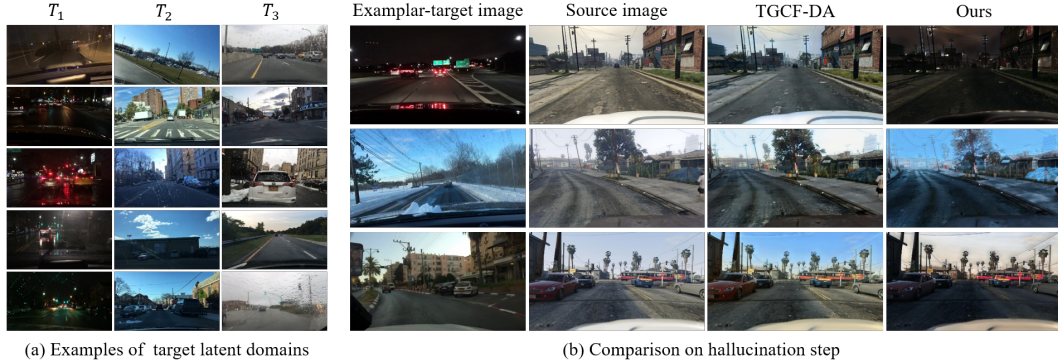 T₁ T₂ T₃ Examplar-target image Source image TGCF-DA Ours
(a) Examples of target latent domains (b) Comparison on hallucination step